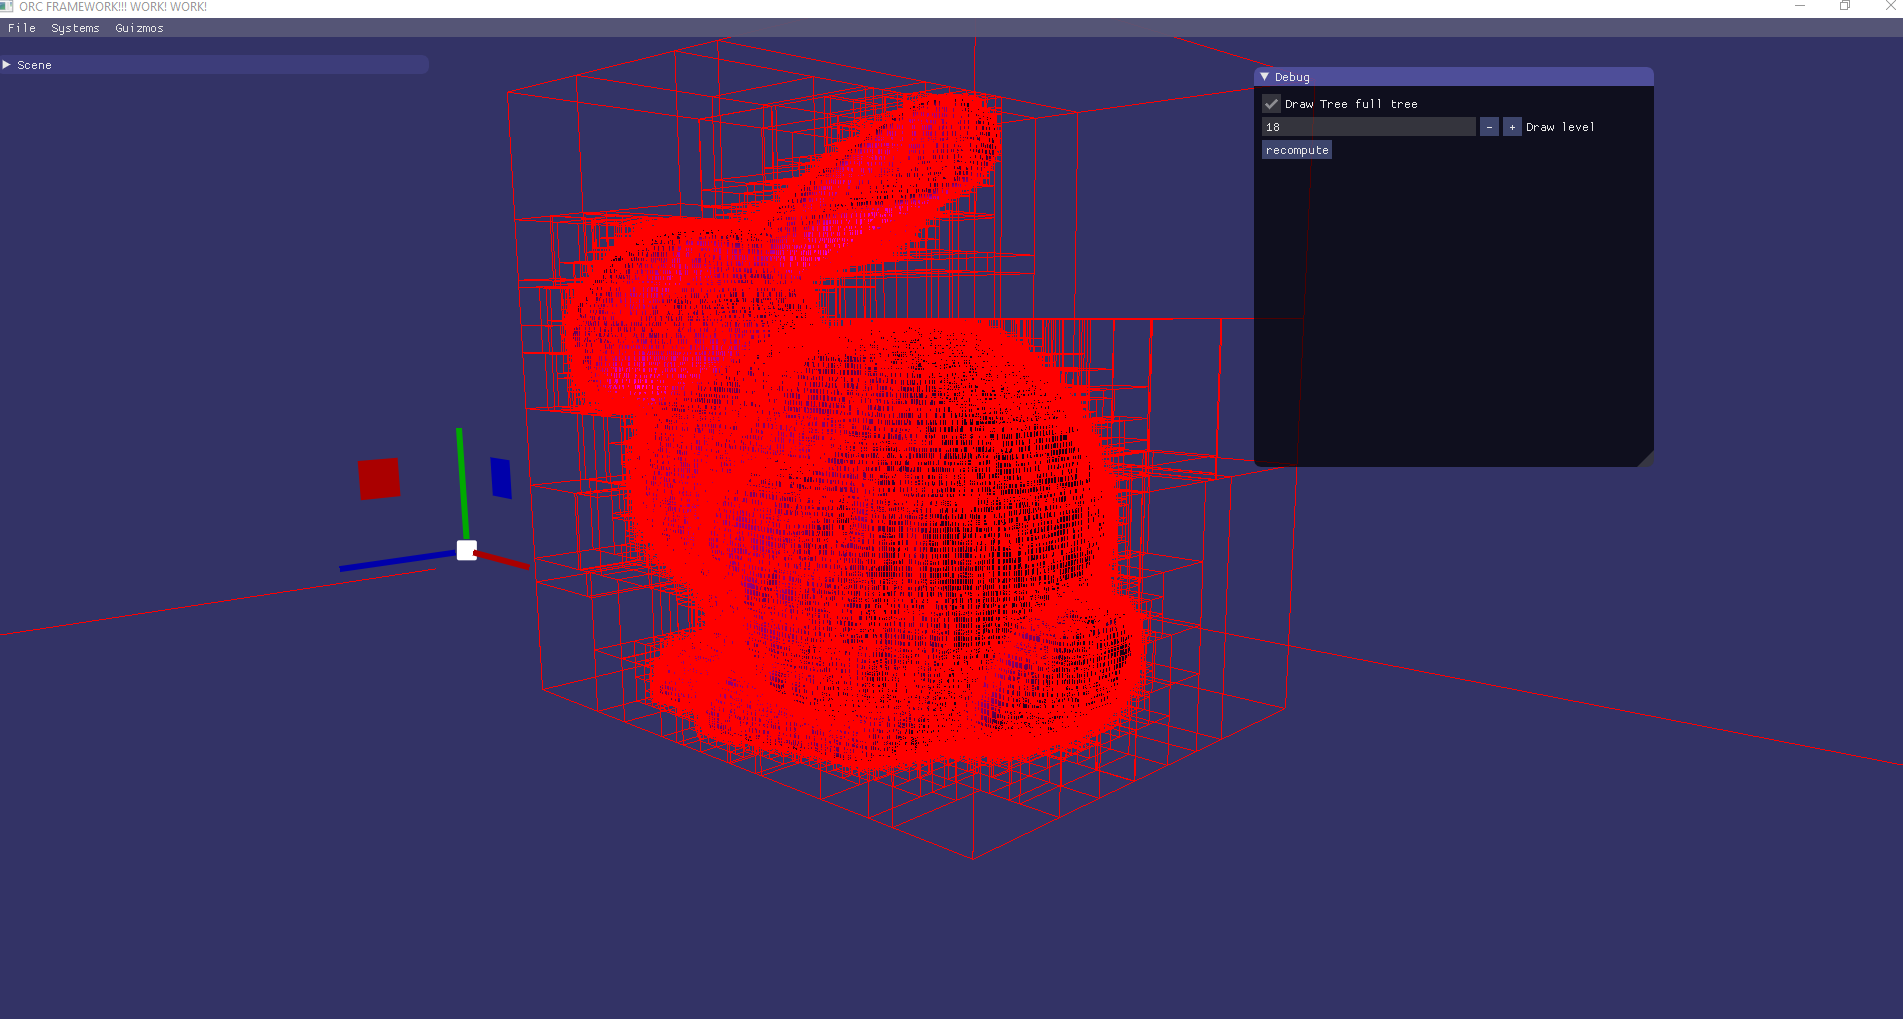 ORC FRAMEWORK!!! WORK! WORK!
File Systems Guizmos
Scene
Debug
Draw Tree full tree
18 - + Draw level
recompute